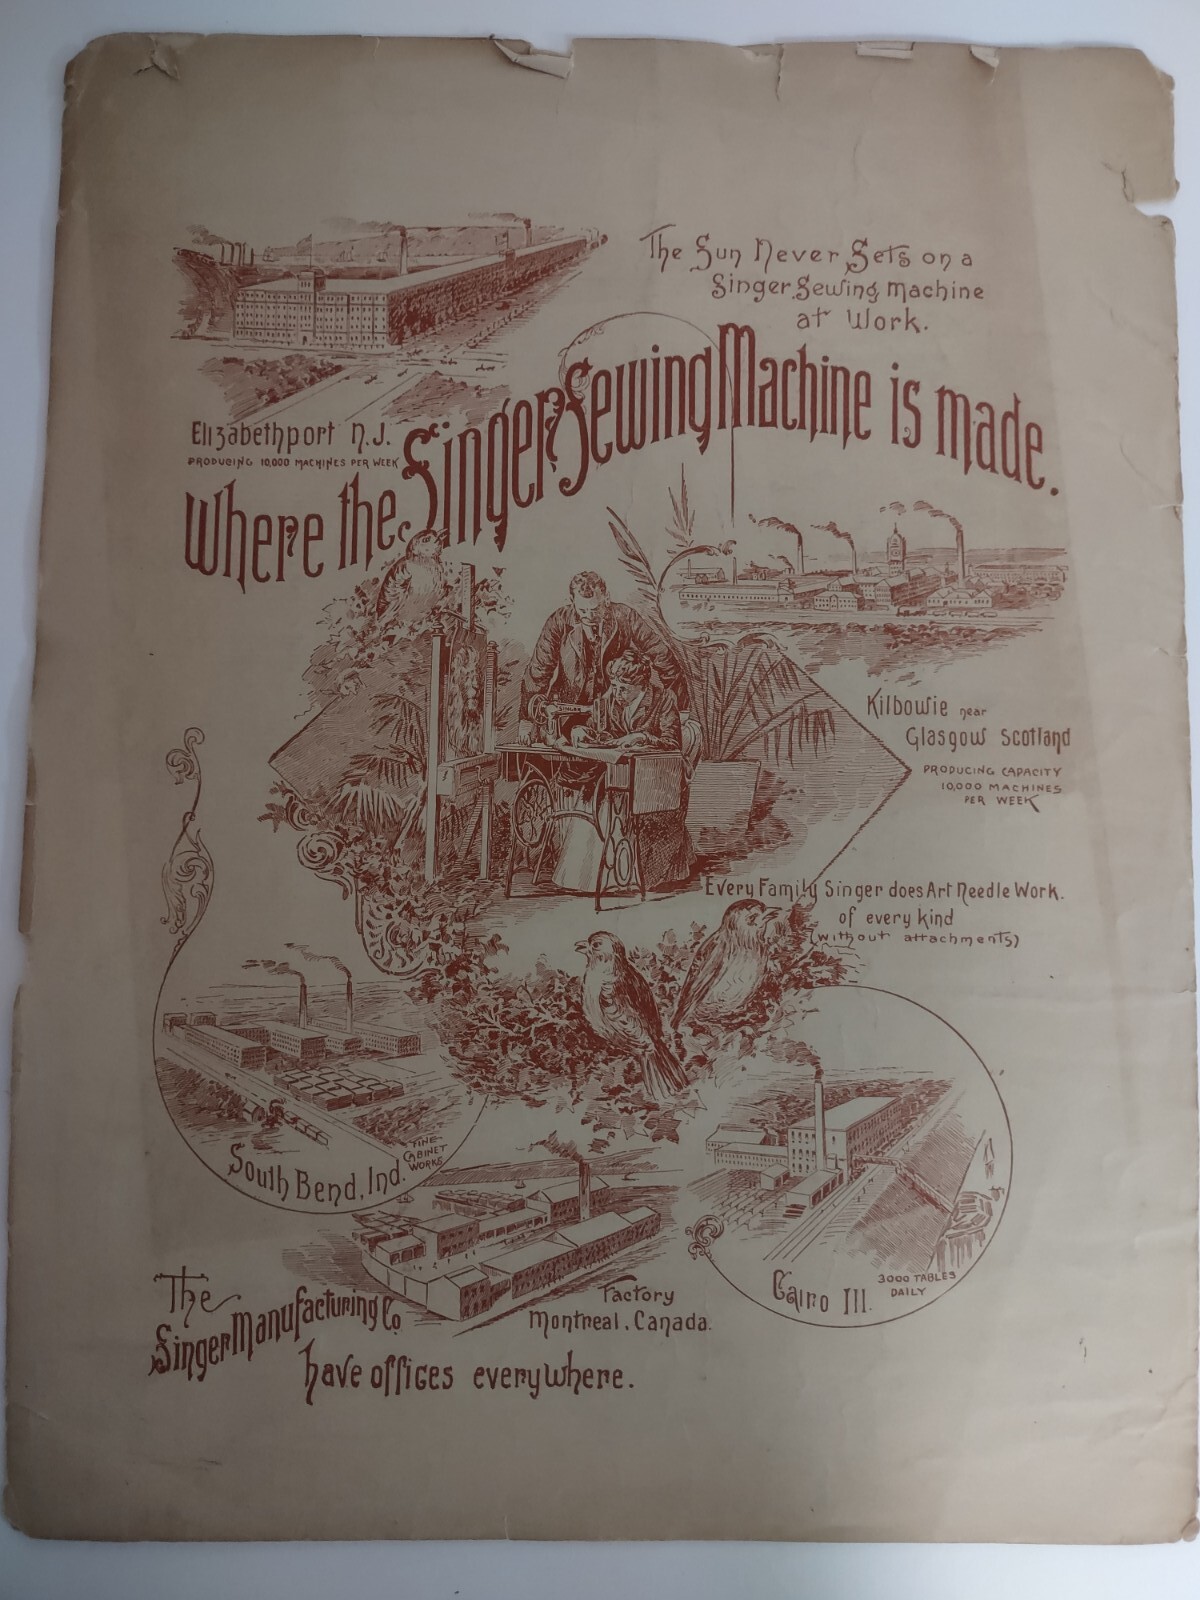 The Sun Never Sets on a
Singer Sewing Machine
at Work.
Elizabethport N.J.
PRODUCING 10,000 MACHINES PER WEEK
Where the Singer Sewing Machine is made.
SINGER
Kilbowie near
Glasgow Scotland
PRODUCING CAPACITY
10,000 MACHINES
PER WEEK
Every Family Singer does Art Needle Work.
of every kind
(without attachments)
South Bend, Ind.
FINE
CABINET
WORKS
Factory
Montreal, Canada.
Cairo Ill.
3000 TABLES
DAILY
The
Singer Manufacturing Co
have offices everywhere.